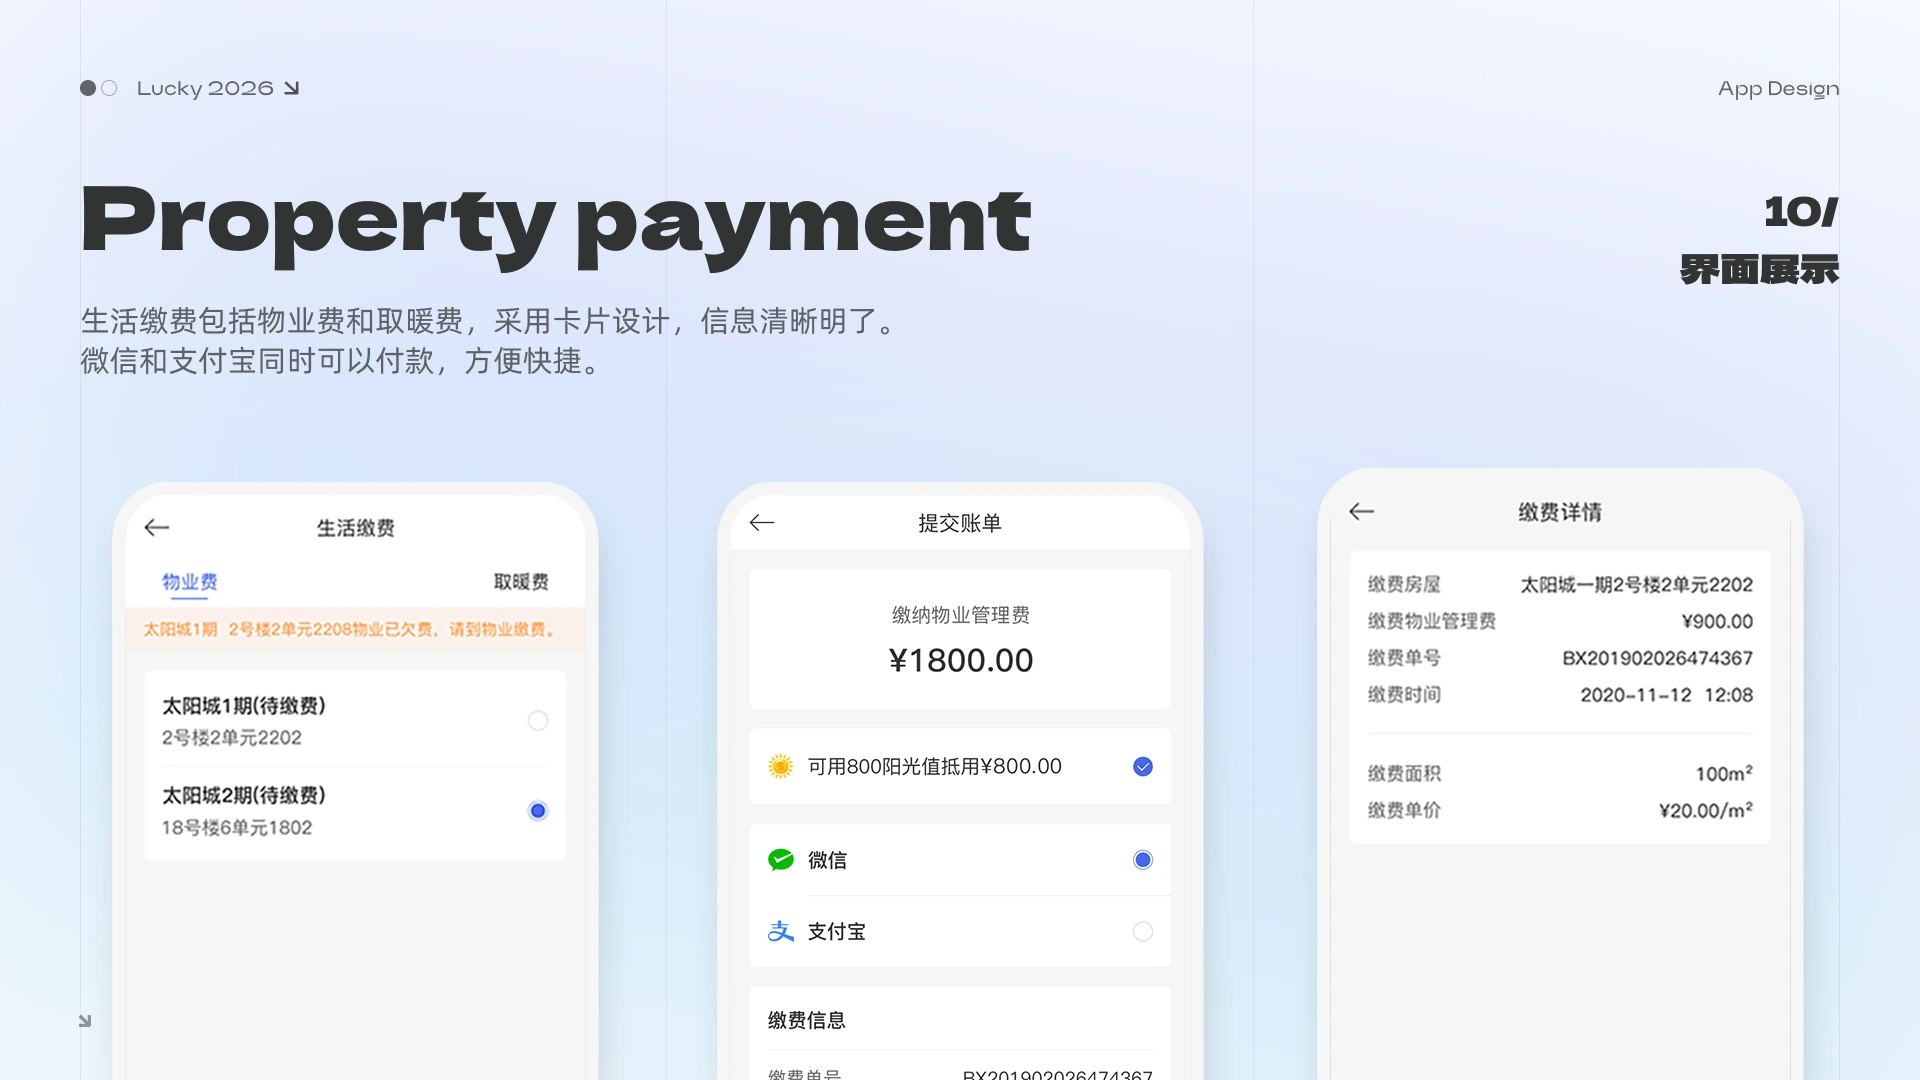 Lucky 2026
App Design
Property payment
10/
界面展示
生活缴费包括物业费和取暖费，采用卡片设计，信息清晰明了。
微信和支付宝同时可以付款，方便快捷。
生活缴费
物业费 取暖费
太阳城1期 2号楼2单元2208物业已欠费，请到物业缴费。
太阳城1期(待缴费)
2号楼2单元2202
太阳城2期(待缴费)
18号楼6单元1802
提交账单
缴纳物业管理费
¥1800.00
可用800阳光值抵用¥800.00
微信
支付宝
缴费信息
缴费单号 BX201902026474367
缴费详情
缴费房屋 太阳城一期2号楼2单元2202
缴费物业管理费 ¥900.00
缴费单号 BX201902026474367
缴费时间 2020-11-12 12:08
缴费面积 100m²
缴费单价 ¥20.00/m²